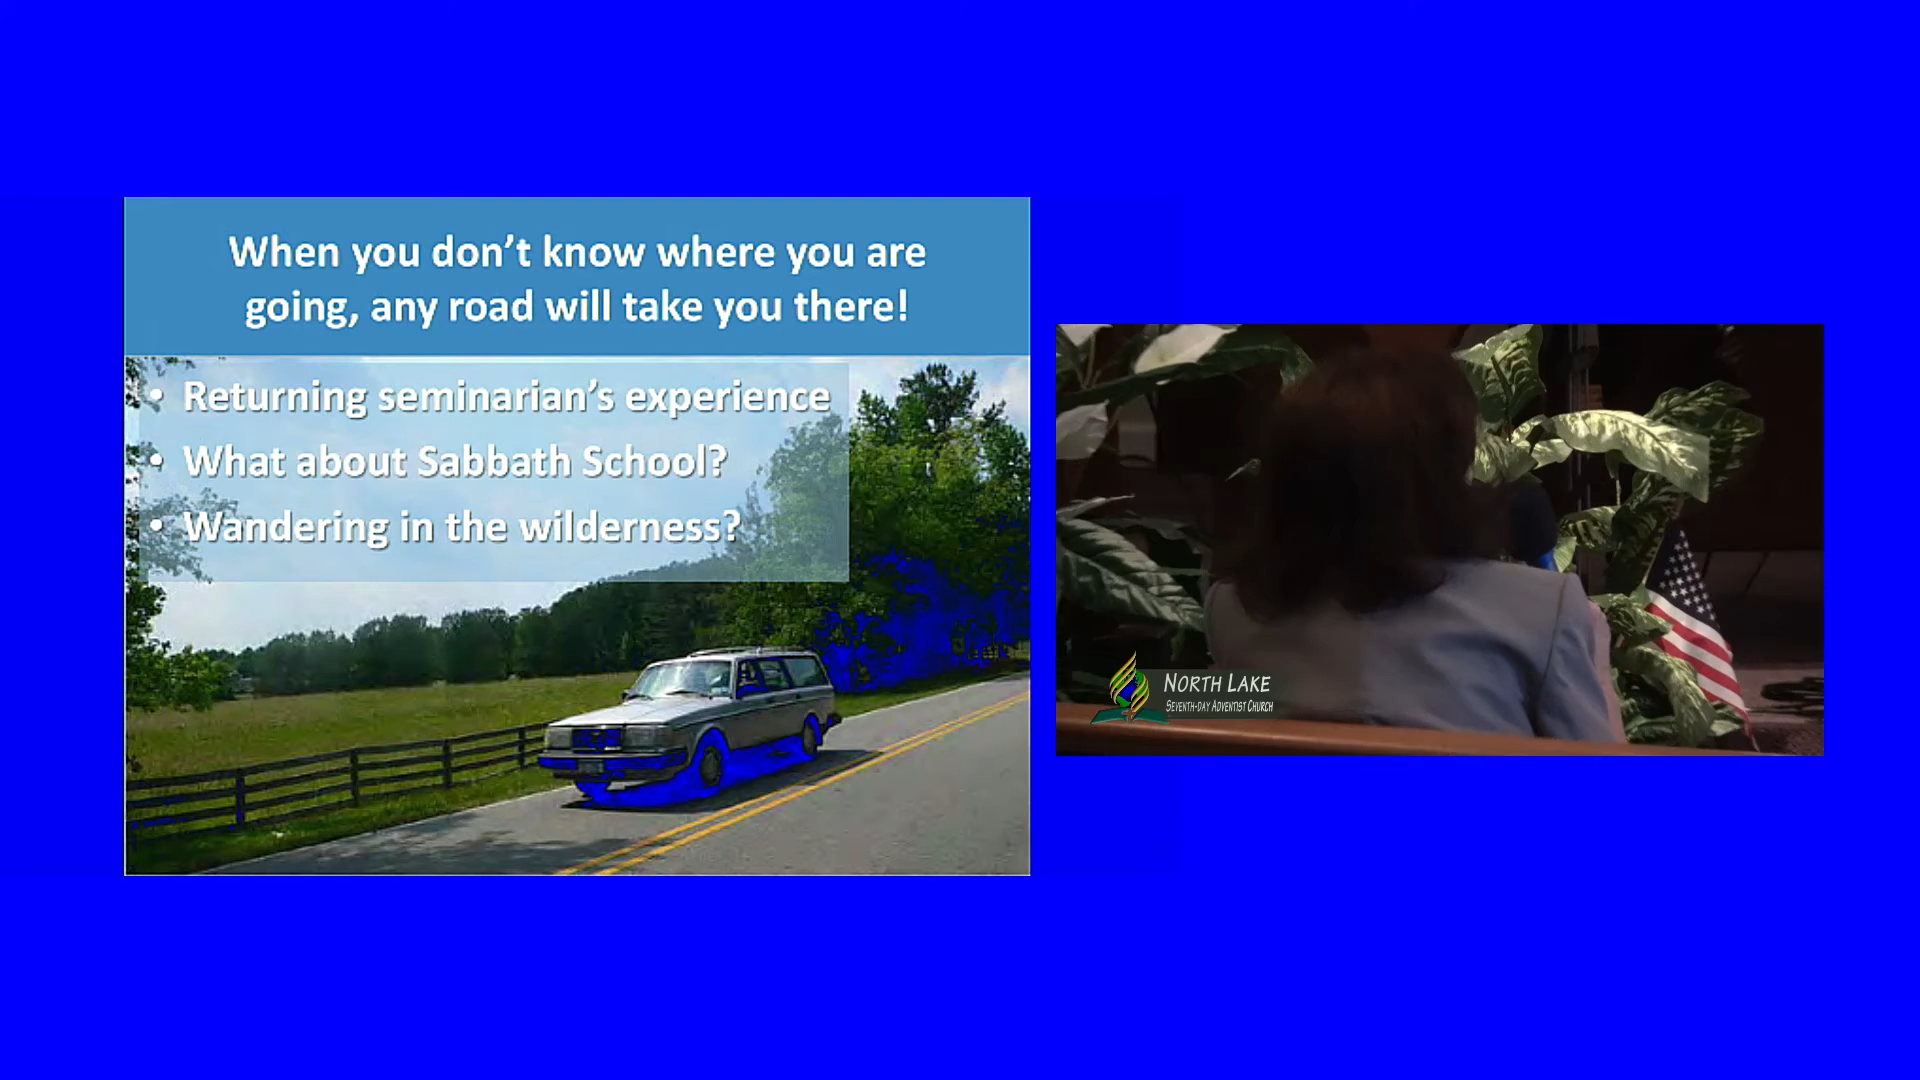 When you don't know where you are
going, any road will take you there!
• Returning seminarian's experience
• What about Sabbath School?
• Wandering in the wilderness?
North Lake
Seventh-day Adventist Church